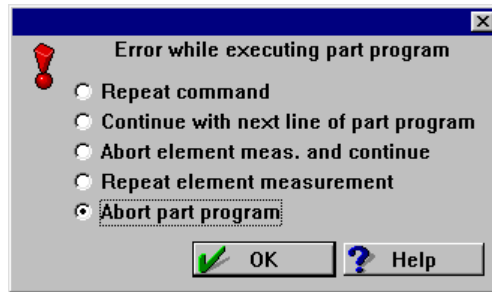 Error while executing part program
Repeat command
Continue with next line of part program
Abort element meas. and continue
Repeat element measurement
Abort part program
OK
Help